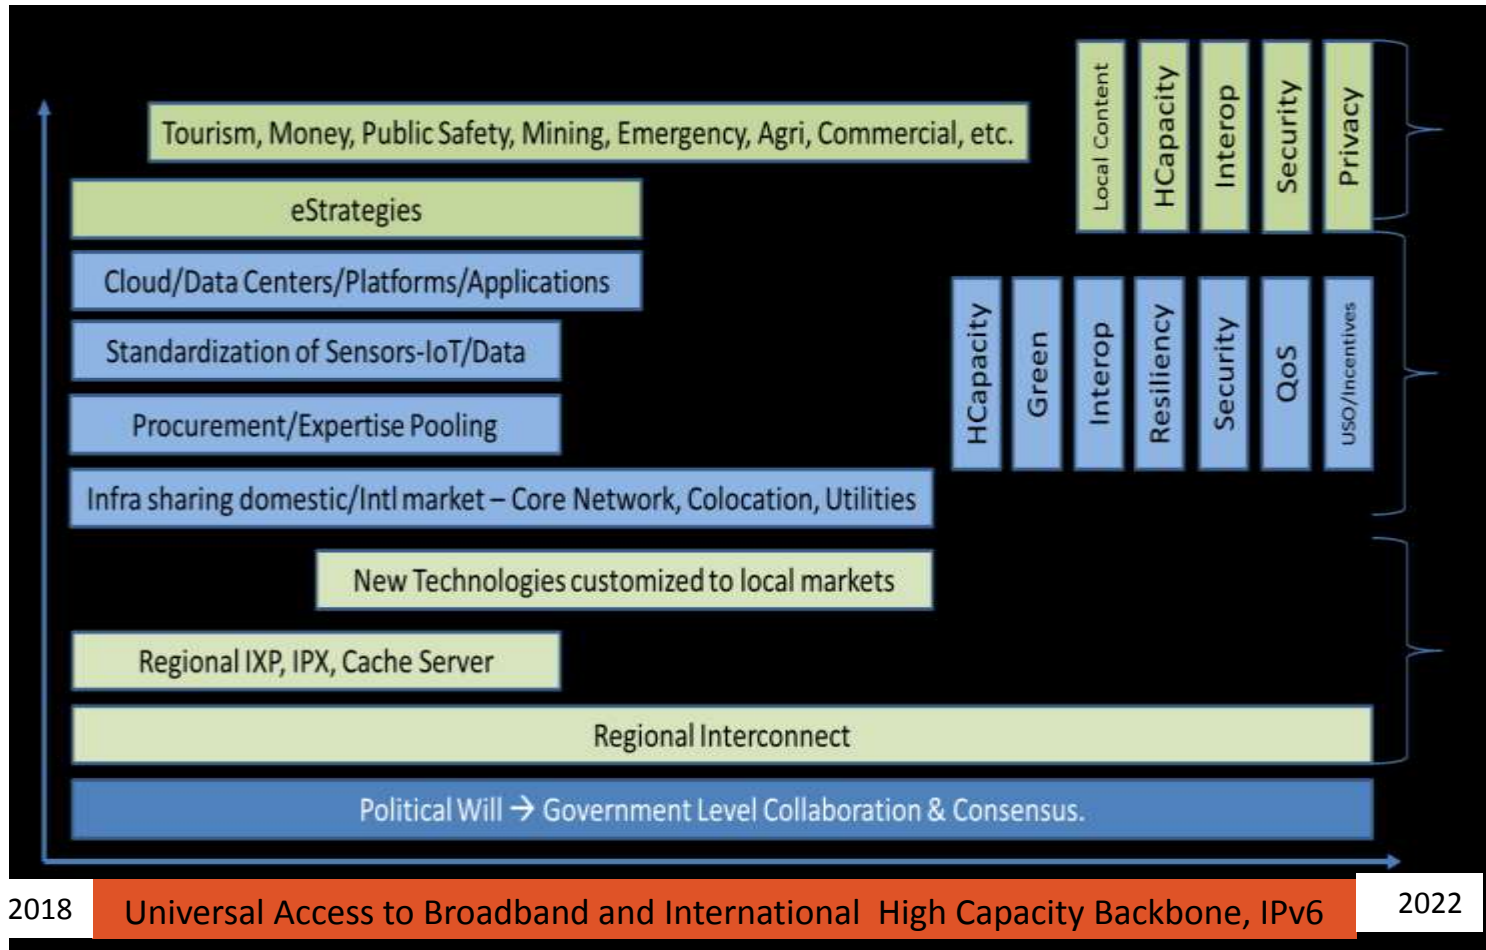 Tourism, Money, Public Safety, Mining, Emergency, Agri, Commercial, etc.
Local Content
HCapacity
Interop
Security
Privacy
eStrategies
Cloud/Data Centers/Platforms/Applications
Standardization of Sensors-IoT/Data
Procurement/Expertise Pooling
HCapacity
Green
Interop
Resiliency
Security
QoS
USO/Incentives
Infra sharing domestic/Intl market – Core Network, Colocation, Utilities
New Technologies customized to local markets
Regional IXP, IPX, Cache Server
Regional Interconnect
Political Will → Government Level Collaboration & Consensus.
2018
Universal Access to Broadband and International High Capacity Backbone, IPv6
2022